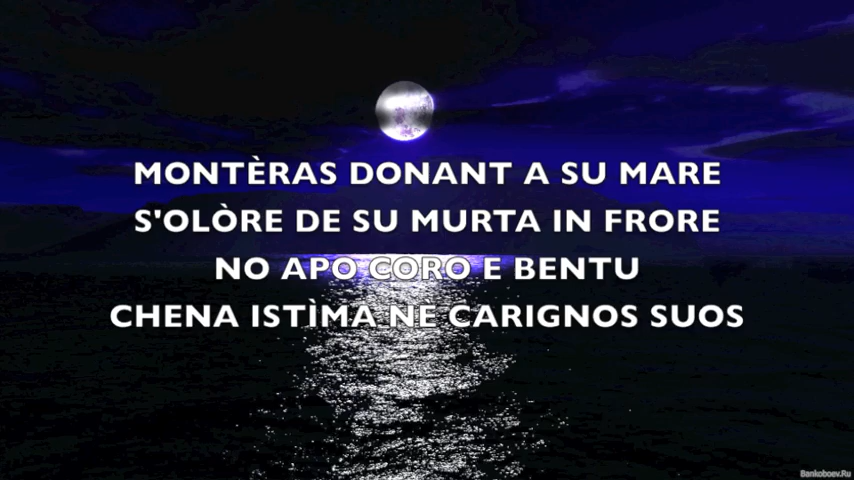 MONTÈRAS DONANT A SU MARE
S'OLÒRE DE SU MURTA IN FRORE
NO APO CORO E BENTU
CHENA ISTÌMA NE CARIGNOS SUOS
Bankoboev.Ru